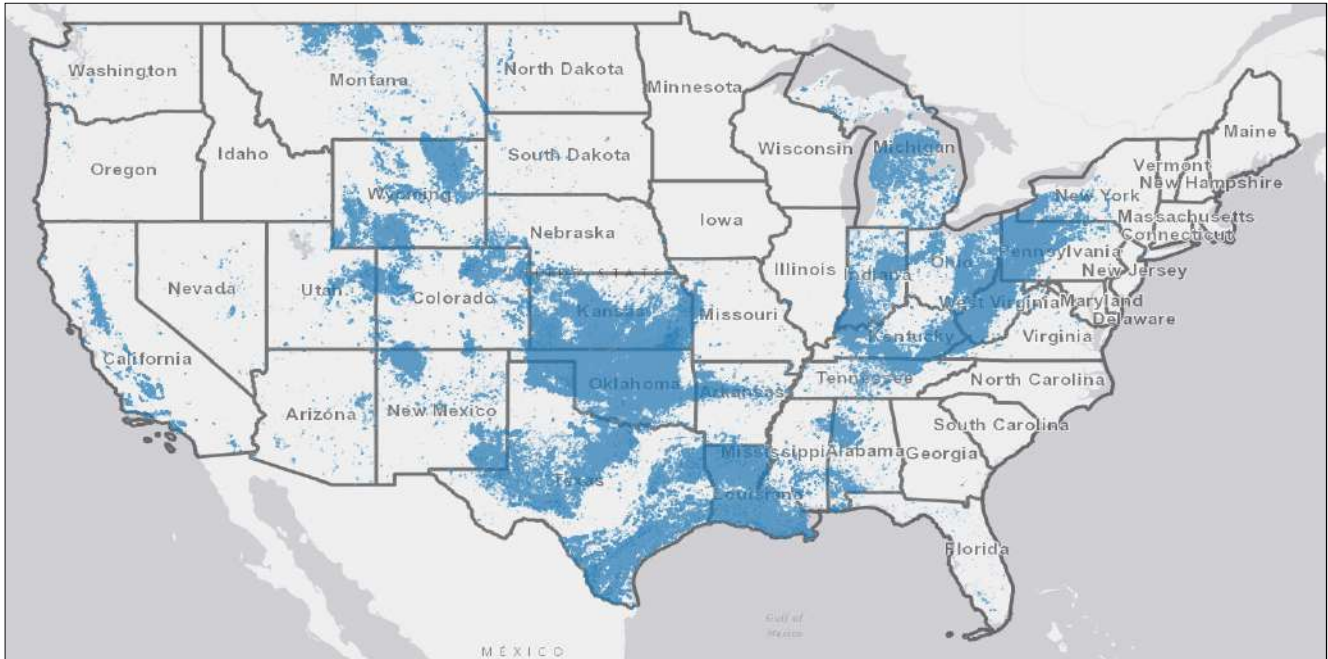 Washington
Montana
North Dakota
Minnesota
Maine
Oregon
Idaho
South Dakota
Wisconsin
Michigan
Vermont
New Hampshire
New York
Wyoming
Iowa
Massachusetts
Connecticut
Nebraska
Pennsylvania
Ohio
Illinois
Indiana
New Jersey
Nevada
Utah
Colorado
Kansas
Missouri
West Virginia
Maryland
Delaware
California
Kentucky
Virginia
Oklahoma
Arkansas
Tennessee
North Carolina
Arizona
New Mexico
South Carolina
Mississippi
Alabama
Georgia
Texas
Louisiana
Florida
Gulf of
Mexico
MÉXICO